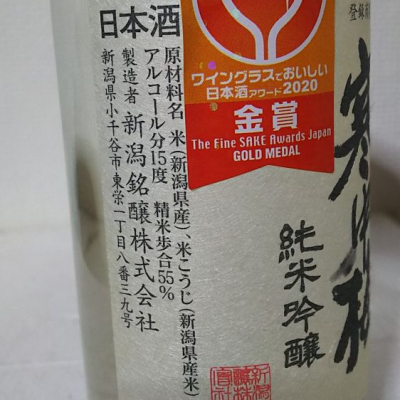 日本酒
原材料名 米(新潟県産)、米こうじ(新潟県産米)
アルコール分15度 精米歩合55%
製造者 新潟銘醸株式会社
新潟県小千谷市東栄一丁目八番三九号
ワイングラスでおいしい
日本酒アワード2020
金賞
The Fine SAKE Awards Japan
GOLD MEDAL
寒中梅
純米吟醸